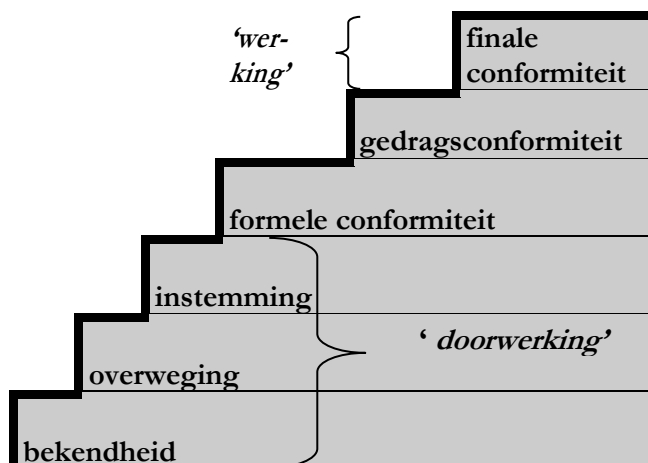 ‘wer-
king’
finale
conformiteit
gedragsconformiteit
formele conformiteit
instemming
‘ doorwerking’
overweging
bekendheid